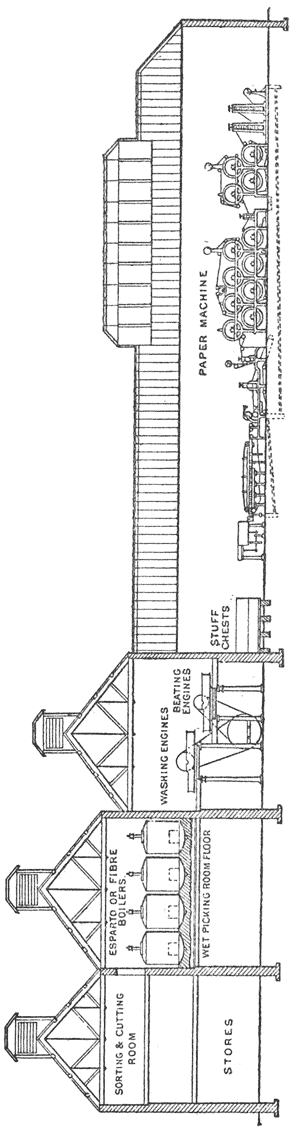 SORTING & CUTTING
ROOM
STORES
ESPARTO OR FIBRE
BOILERS.
WET PICKING ROOM FLOOR
WASHING ENGINES
BEATING
ENGINES
STUFF
CHESTS
PAPER MACHINE